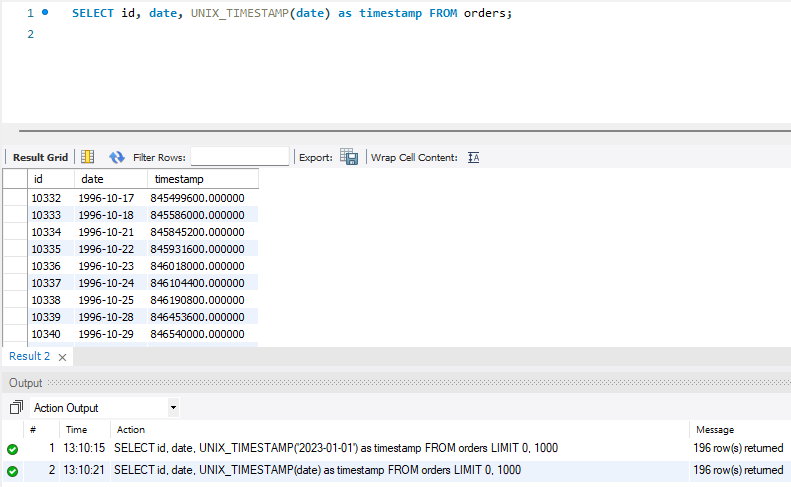 1 SELECT id, date, UNIX_TIMESTAMP(date) as timestamp FROM orders;
2
Result Grid Filter Rows: Export: Wrap Cell Content:
id date timestamp
10332 1996-10-17 845499600.000000
10333 1996-10-18 845586000.000000
10334 1996-10-21 845845200.000000
10335 1996-10-22 845931600.000000
10336 1996-10-23 846018000.000000
10337 1996-10-24 846104400.000000
10338 1996-10-25 846190800.000000
10339 1996-10-28 846453600.000000
10340 1996-10-29 846540000.000000
Result 2
Output
Action Output
# Time Action Message
1 13:10:15 SELECT id, date, UNIX_TIMESTAMP('2023-01-01') as timestamp FROM orders LIMIT 0, 1000 196 row(s) returned
2 13:10:21 SELECT id, date, UNIX_TIMESTAMP(date) as timestamp FROM orders LIMIT 0, 1000 196 row(s) returned